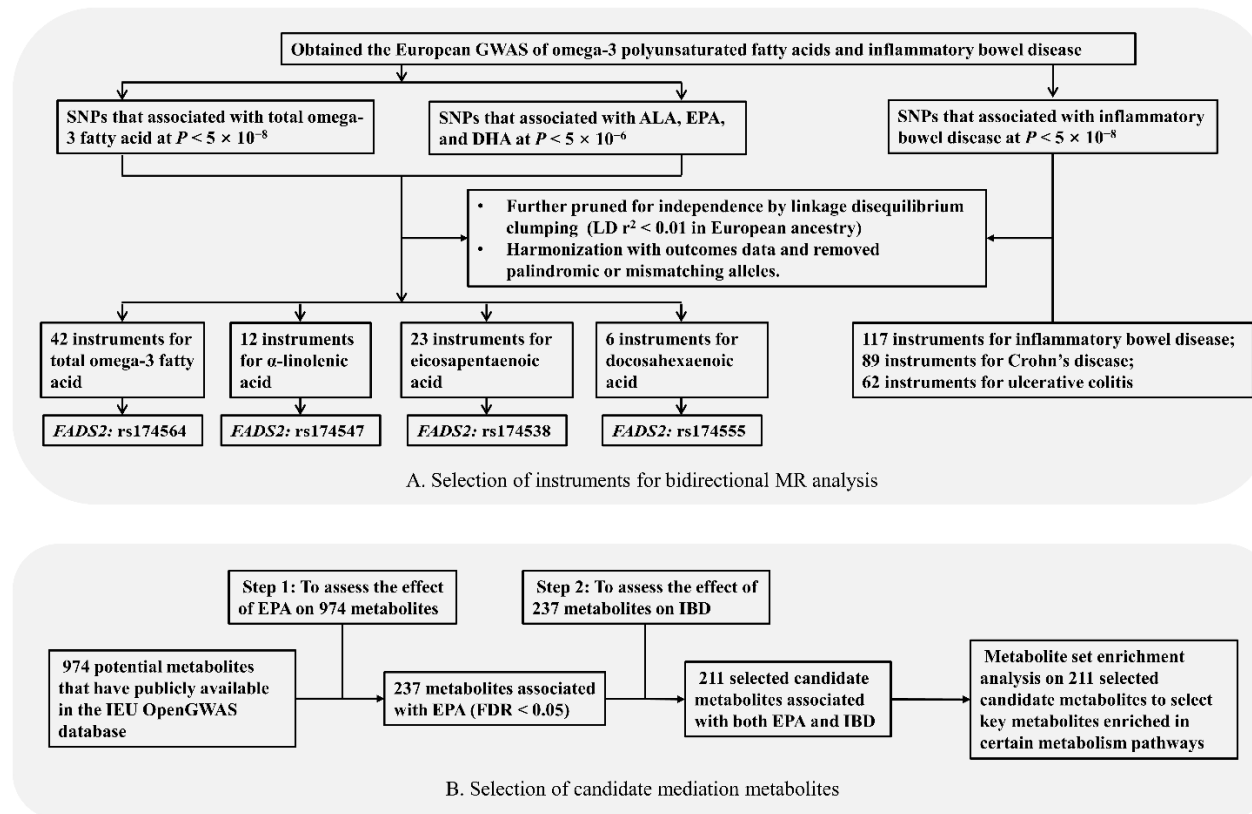 Obtained the European GWAS of omega-3 polyunsaturated fatty acids and inflammatory bowel disease
SNPs that associated with total omega-
3 fatty acid at P < 5 × 10⁻⁸
SNPs that associated with ALA, EPA,
and DHA at P < 5 × 10⁻⁶
SNPs that associated with inflammatory
bowel disease at P < 5 × 10⁻⁸
• Further pruned for independence by linkage disequilibrium
clumping (LD r² < 0.01 in European ancestry)
• Harmonization with outcomes data and removed
palindromic or mismatching alleles.
42 instruments for
total omega-3 fatty
acid
12 instruments
for α-linolenic
acid
23 instruments for
eicosapentaenoic
acid
6 instruments for
docosahexaenoic
acid
117 instruments for inflammatory bowel disease;
89 instruments for Crohn's disease;
62 instruments for ulcerative colitis
FADS2: rs174564
FADS2: rs174547
FADS2: rs174538
FADS2: rs174555
A. Selection of instruments for bidirectional MR analysis
Step 1: To assess the effect
of EPA on 974 metabolites
Step 2: To assess the effect of
237 metabolites on IBD
974 potential metabolites
that have publicly available
in the IEU OpenGWAS
database
237 metabolites associated
with EPA (FDR < 0.05)
211 selected candidate
metabolites associated
with both EPA and IBD
Metabolite set enrichment
analysis on 211 selected
candidate metabolites to select
key metabolites enriched in
certain metabolism pathways
B. Selection of candidate mediation metabolites